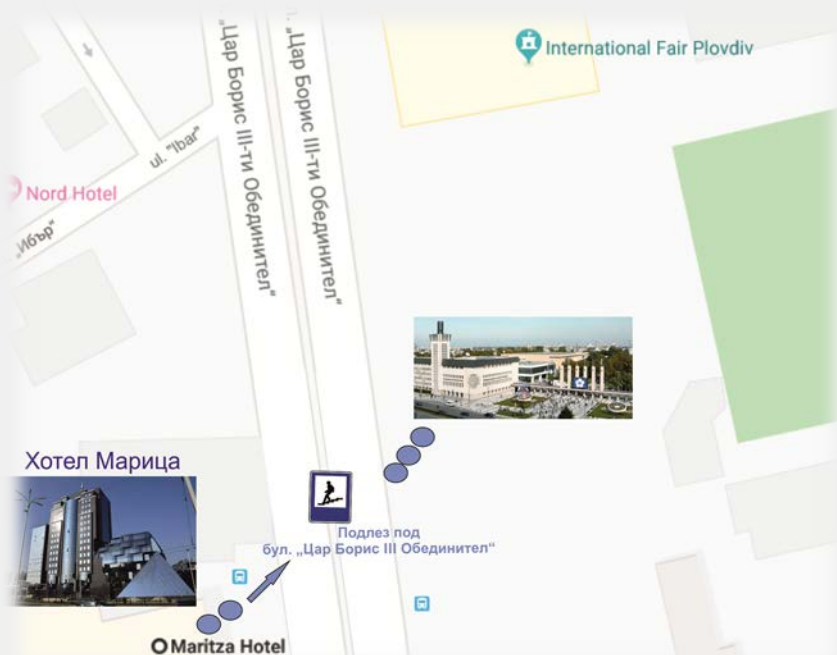 . „Цар Борис III-ти Обединител“
„Цар Борис III-ти Обединител“
International Fair Plovdiv
ul. "Ibar"
Nord Hotel
„Ибър“
Хотел Марица
Подлез под
бул. „Цар Борис III Обединител“
Maritza Hotel